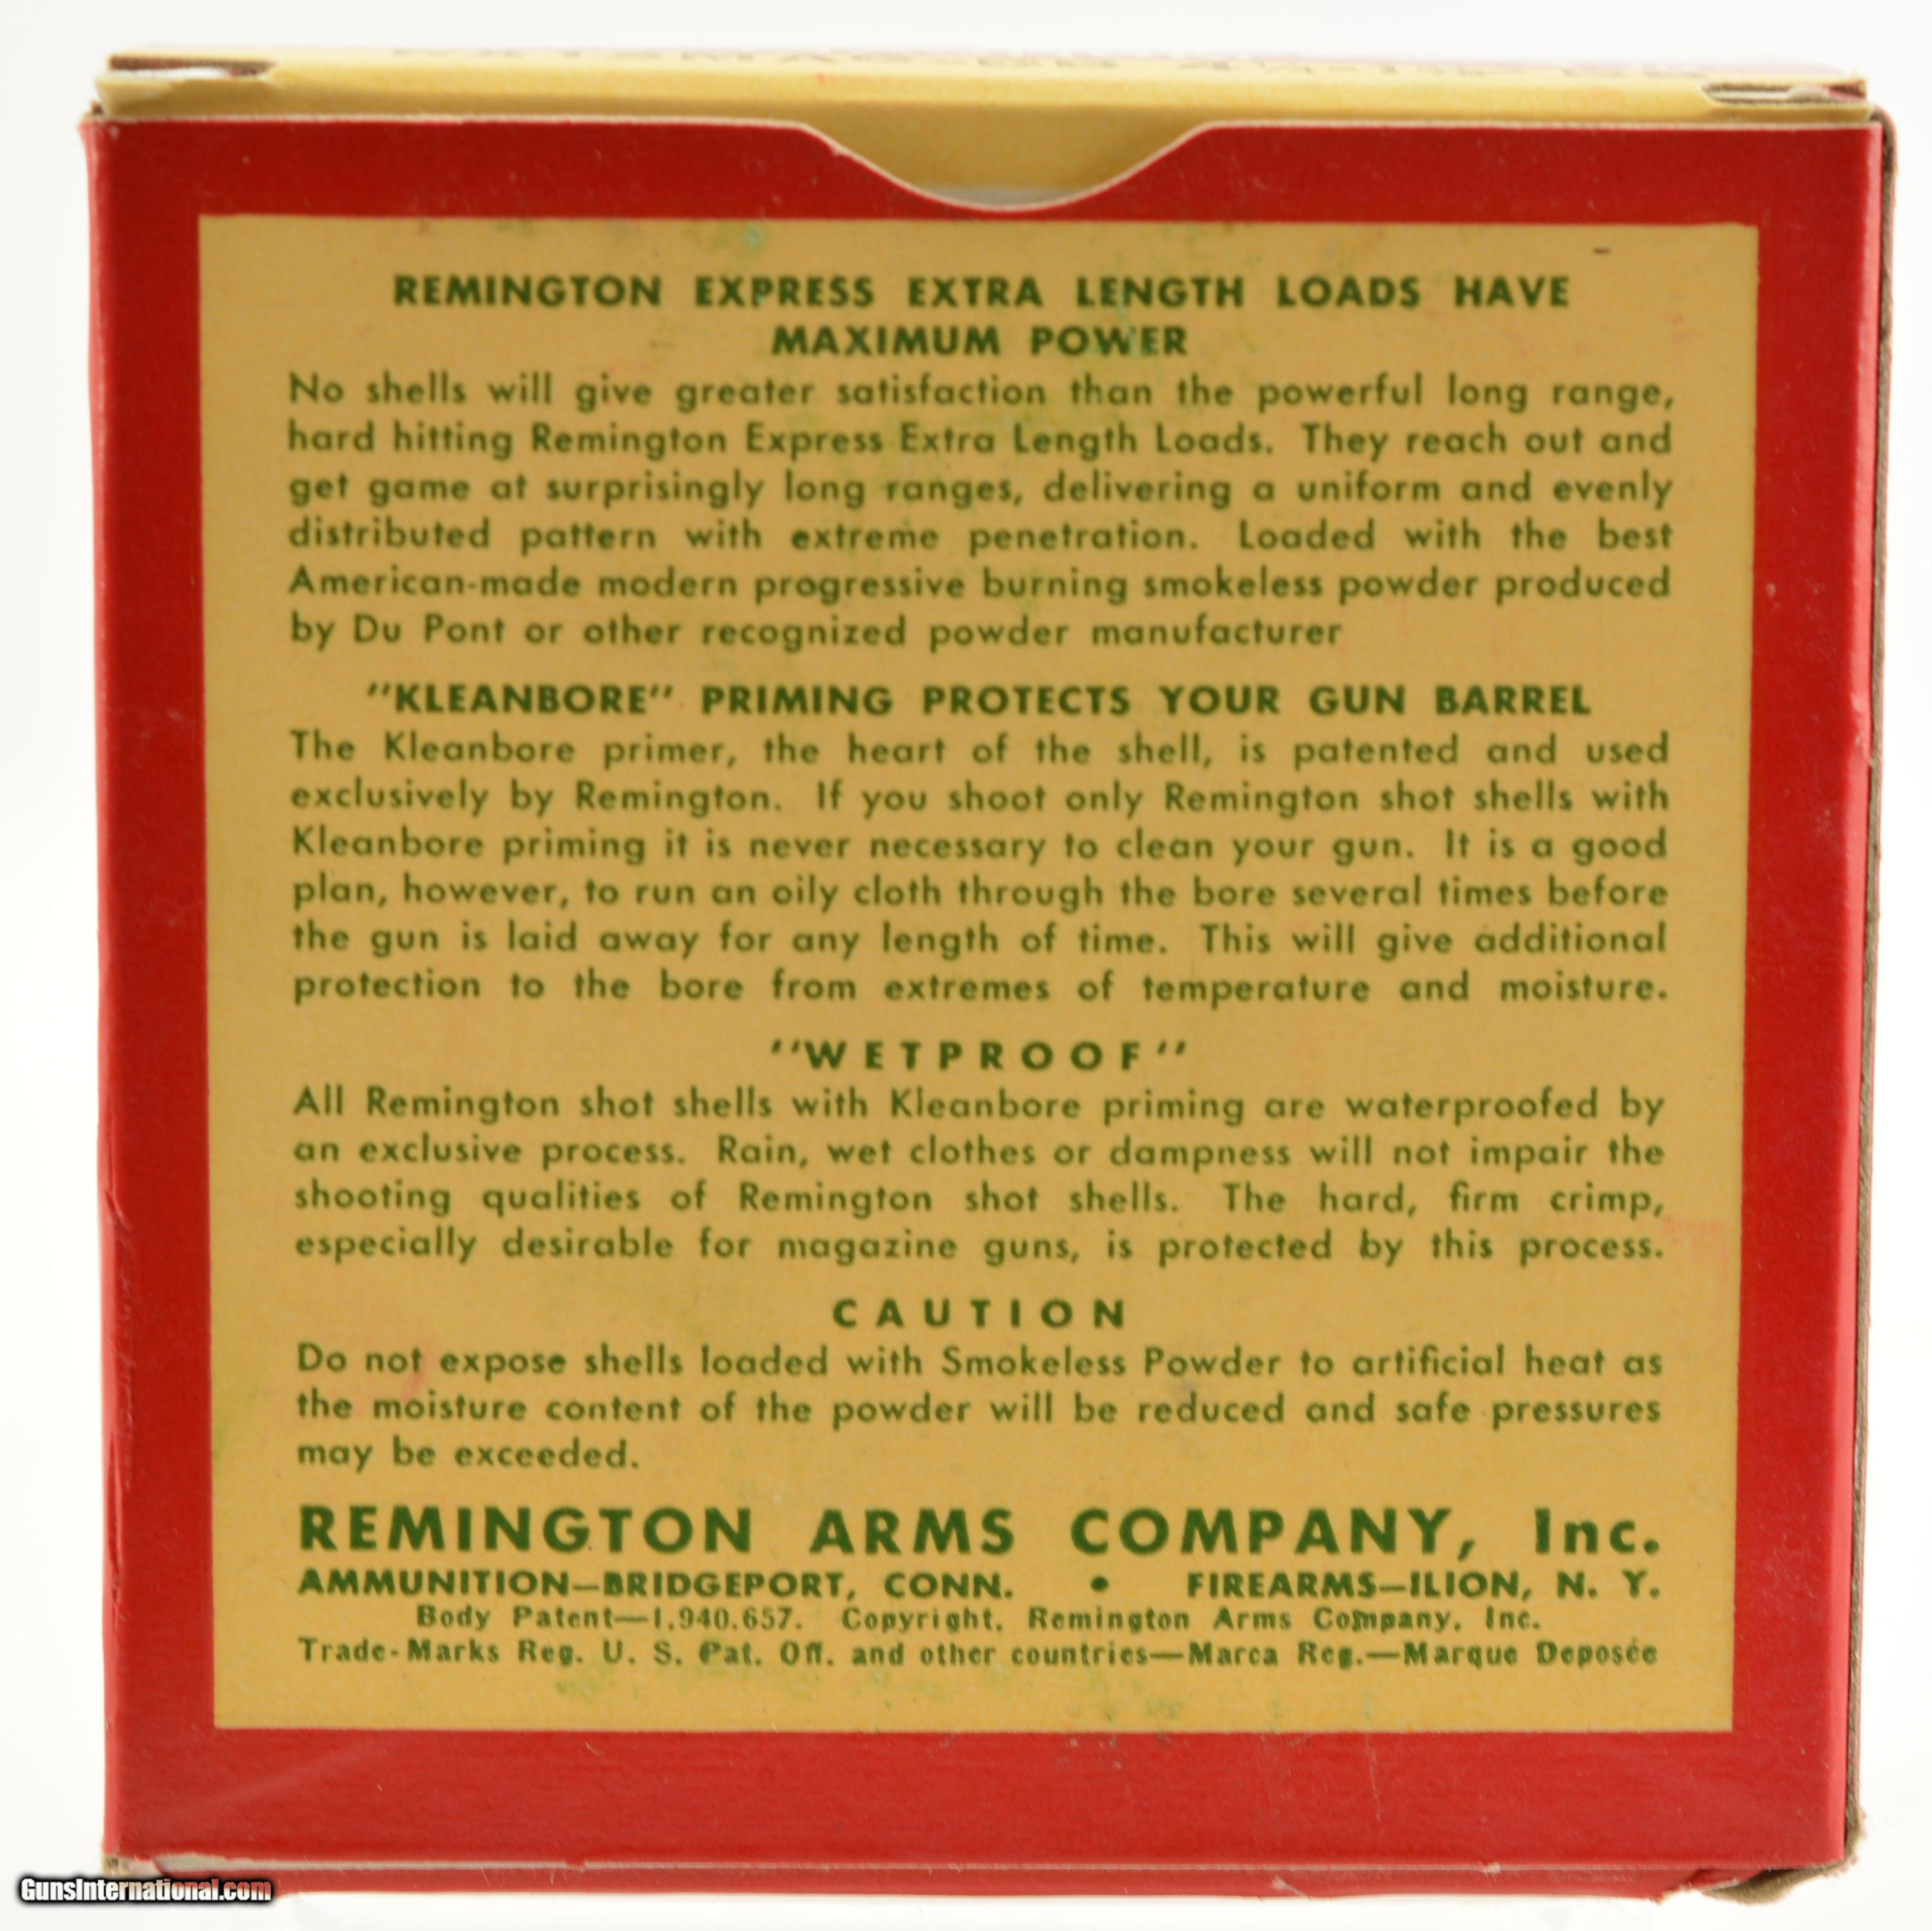 REMINGTON EXPRESS EXTRA LENGTH LOADS HAVE
MAXIMUM POWER
No shells will give greater satisfaction than the powerful long range,
hard hitting Remington Express Extra Length Loads. They reach out and
get game at surprisingly long ranges, delivering a uniform and evenly
distributed pattern with extreme penetration. Loaded with the best
American-made modern progressive burning smokeless powder produced
by Du Pont or other recognized powder manufacturer
"KLEANBORE" PRIMING PROTECTS YOUR GUN BARREL
The Kleanbore primer, the heart of the shell, is patented and used
exclusively by Remington. If you shoot only Remington shot shells with
Kleanbore priming it is never necessary to clean your gun. It is a good
plan, however, to run an oily cloth through the bore several times before
the gun is laid away for any length of time. This will give additional
protection to the bore from extremes of temperature and moisture.
"WETPROOF"
All Remington shot shells with Kleanbore priming are waterproofed by
an exclusive process. Rain, wet clothes or dampness will not impair the
shooting qualities of Remington shot shells. The hard, firm crimp,
especially desirable for magazine guns, is protected by this process.
CAUTION
Do not expose shells loaded with Smokeless Powder to artificial heat as
the moisture content of the powder will be reduced and safe pressures
may be exceeded.
REMINGTON ARMS COMPANY, Inc.
AMMUNITION—BRIDGEPORT, CONN. • FIREARMS—ILION, N. Y.
Body Patent—1,940,657. Copyright, Remington Arms Company, Inc.
Trade-Marks Reg. U. S. Pat. Off. and other countries—Marca Reg.—Marque Deposée
GunsInternational.com